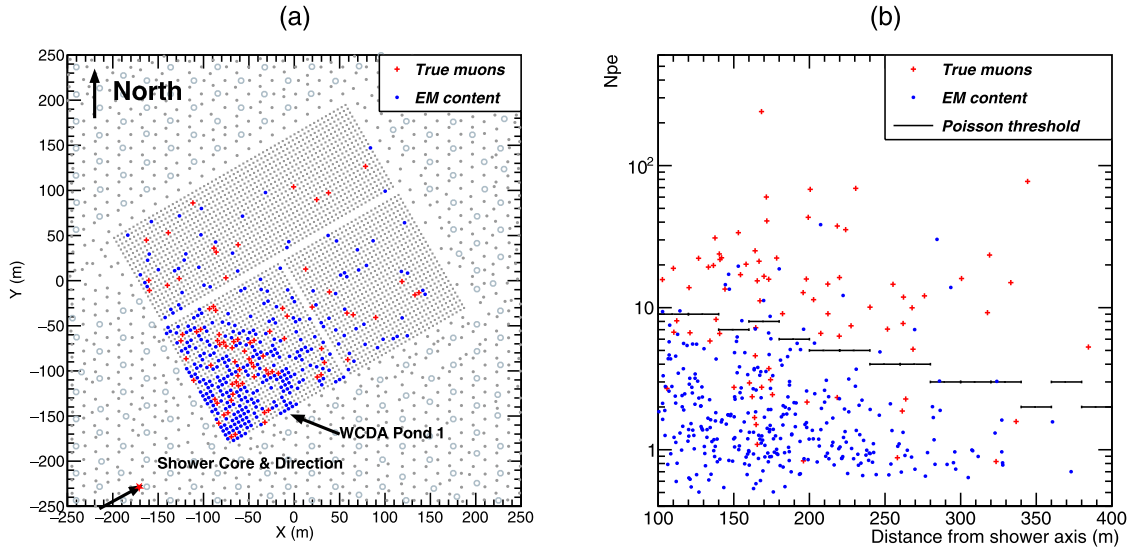 (a)
250
200
150
100
50
0
−50
−100
−150
−200
−250
Y (m)
North
True muons
EM content
WCDA Pond 1
Shower Core & Direction
−250 −200 −150 −100 −50 0 50 100 150 200 250
X (m)
(b)
Npe
10²
10
1
True muons
EM content
Poisson threshold
100 150 200 250 300 350 400
Distance from shower axis (m)